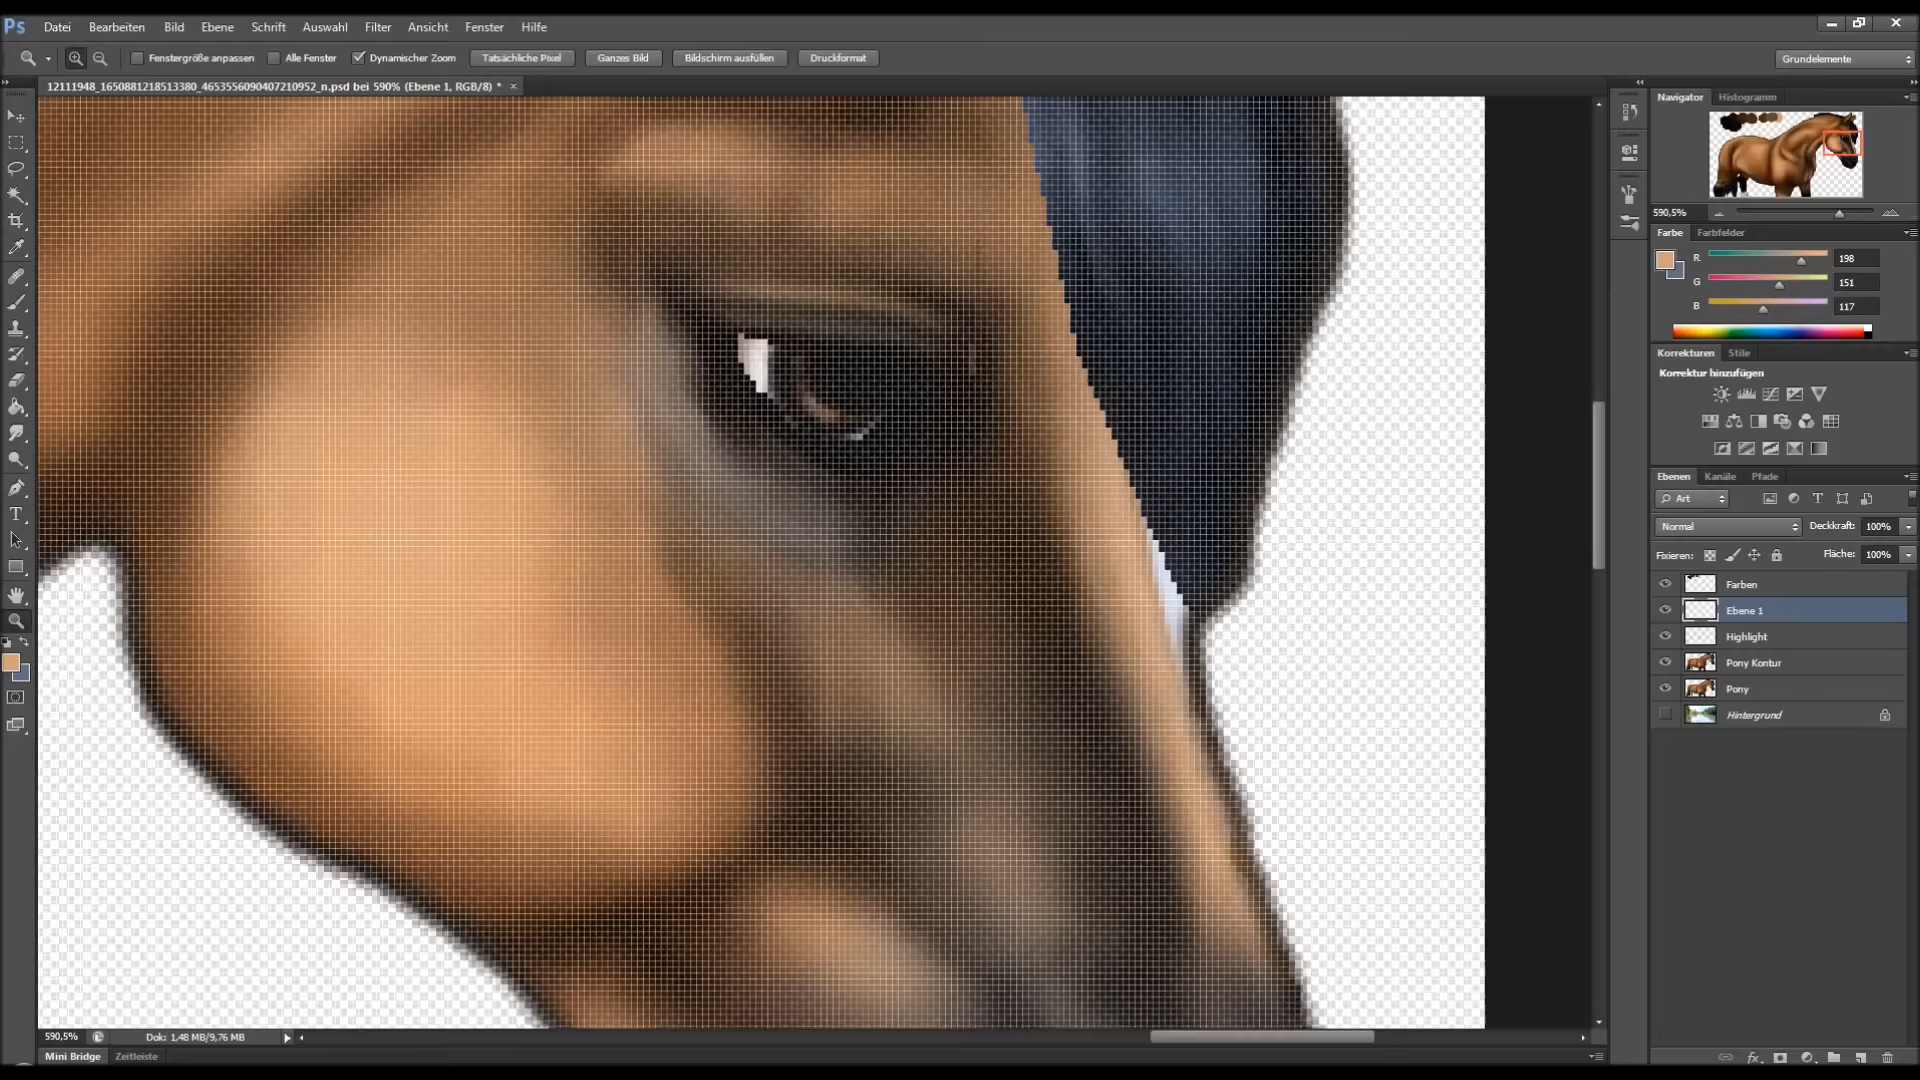 Ps Datei Bearbeiten Bild Ebene Schrift Auswahl Filter Ansicht Fenster Hilfe
Fenstergröße anpassen Alle Fenster Dynamischer Zoom Tatsächliche Pixel Ganzes Bild Bildschirm ausfüllen Druckformat Grundelemente
12111948_1650881218513380_4653556090407210952_n.psd bei 590% (Ebene 1, RGB/8) *
Navigator Histogramm
590,5%
Farbe Farbfelder
R 198
G 151
B 117
Korrekturen Stile
Korrektur hinzufügen
Ebenen Kanäle Pfade
Art
Normal Deckkraft: 100%
Fixieren: Fläche: 100%
Farben
Ebene 1
Highlight
Pony Kontur
Pony
Hintergrund
590,5% Dok: 1,48 MB/9,76 MB
Mini Bridge Zeitleiste